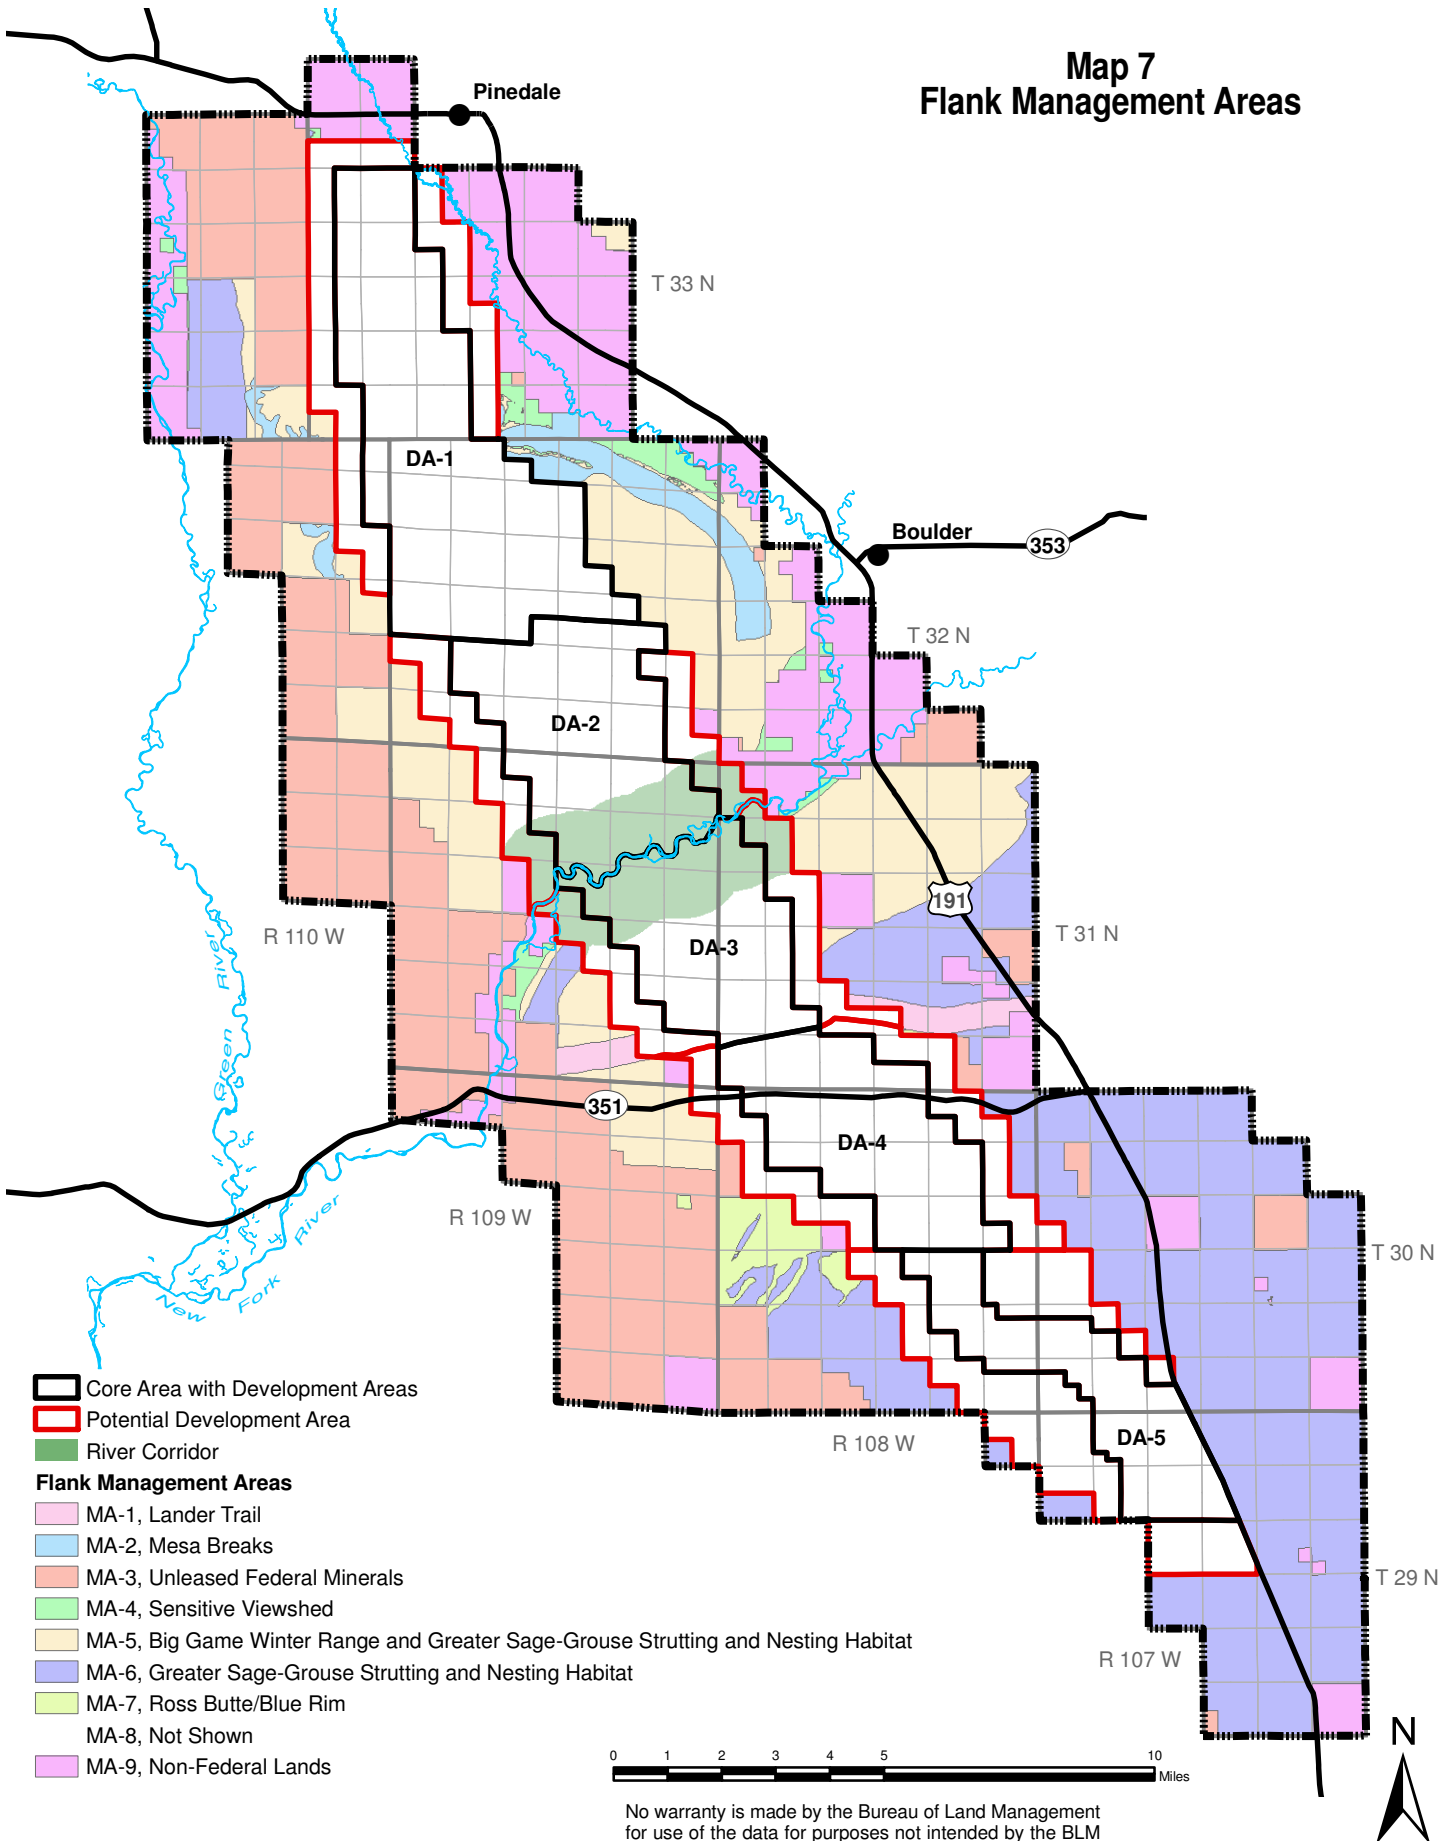 Map 7
Flank Management Areas
Pinedale
T 33 N
DA-1
Boulder
353
T 32 N
DA-2
191
R 110 W
DA-3
T 31 N
Green River
351
DA-4
R 109 W
New Fork River
T 30 N
Core Area with Development Areas
Potential Development Area
River Corridor
Flank Management Areas
MA-1, Lander Trail
MA-2, Mesa Breaks
MA-3, Unleased Federal Minerals
MA-4, Sensitive Viewshed
MA-5, Big Game Winter Range and Greater Sage-Grouse Strutting and Nesting Habitat
MA-6, Greater Sage-Grouse Strutting and Nesting Habitat
MA-7, Ross Butte/Blue Rim
MA-8, Not Shown
MA-9, Non-Federal Lands
R 108 W
DA-5
T 29 N
R 107 W
N
0 1 2 3 4 5 10
Miles
No warranty is made by the Bureau of Land Management
for use of the data for purposes not intended by the BLM